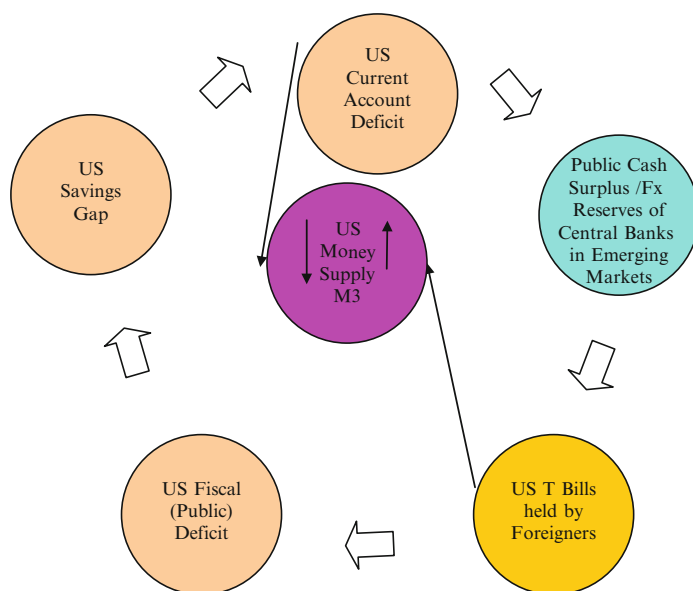 US
Current
Account
Deficit
US
Savings
Gap
Public Cash
Surplus /Fx
Reserves of
Central Banks
in Emerging
Markets
US
Money
Supply
M3
US Fiscal
(Public)
Deficit
US T Bills
held by
Foreigners